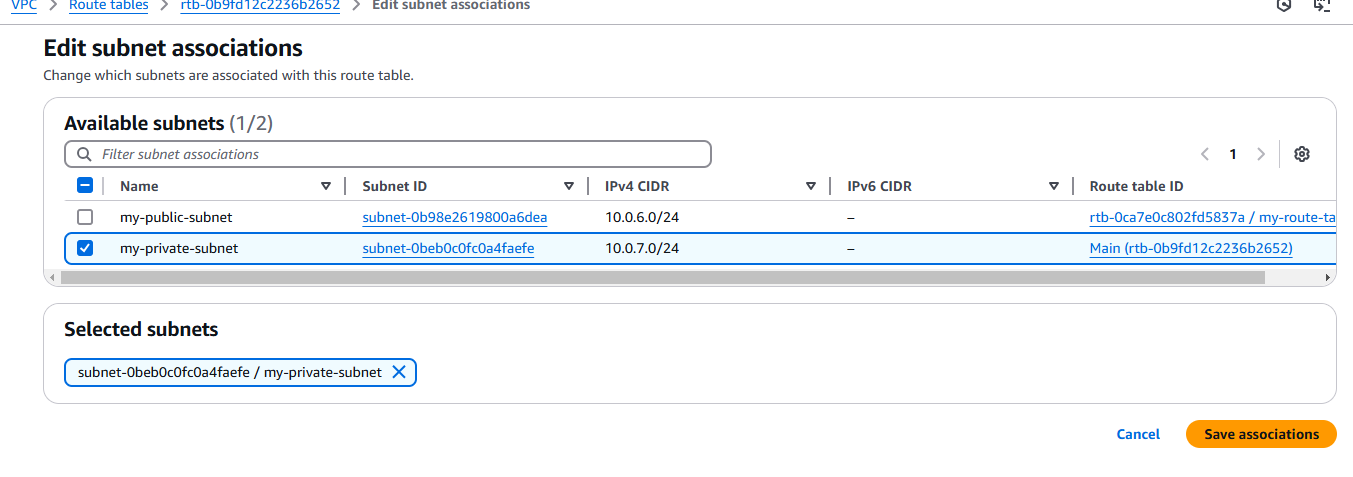 VPC > Route tables > rtb-0b9fd12c2236b2652 > Edit subnet associations
Edit subnet associations
Change which subnets are associated with this route table.
Available subnets (1/2)
Filter subnet associations
1
Name Subnet ID IPv4 CIDR IPv6 CIDR Route table ID
my-public-subnet subnet-0b98e2619800a6dea 10.0.6.0/24 – rtb-0ca7e0c802fd5837a / my-route-ta
my-private-subnet subnet-0beb0c0fc0a4faefe 10.0.7.0/24 – Main (rtb-0b9fd12c2236b2652)
Selected subnets
subnet-0beb0c0fc0a4faefe / my-private-subnet
Cancel Save associations